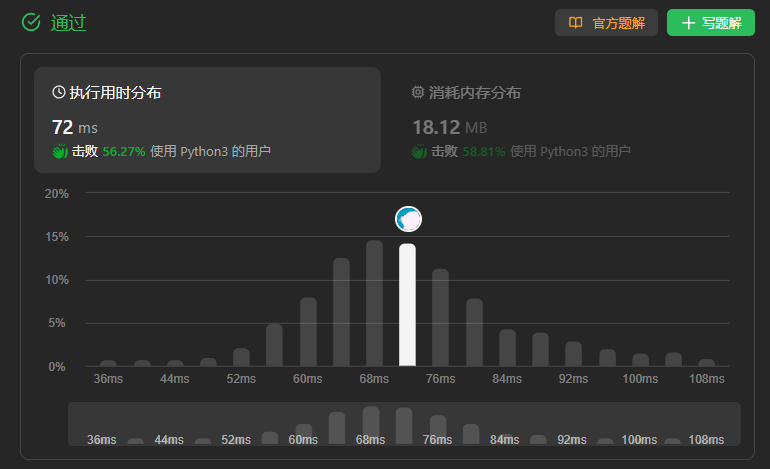 通过
官方题解
写题解
执行用时分布
72 ms
击败 56.27% 使用 Python3 的用户
消耗内存分布
18.12 MB
击败 58.81% 使用 Python3 的用户
20%
15%
10%
5%
0%
36ms 44ms 52ms 60ms 68ms 76ms 84ms 92ms 100ms 108ms
36ms 44ms 52ms 60ms 68ms 76ms 84ms 92ms 100ms 108ms